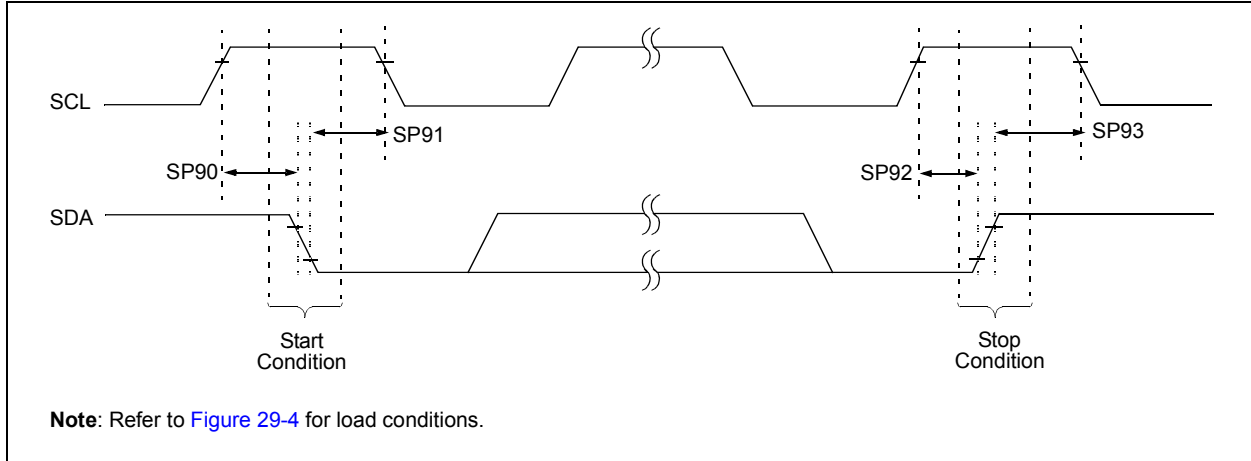 SCL
SP91
SP93
SP90
SP92
SDA
Start
Condition
Stop
Condition
Note: Refer to Figure 29-4 for load conditions.